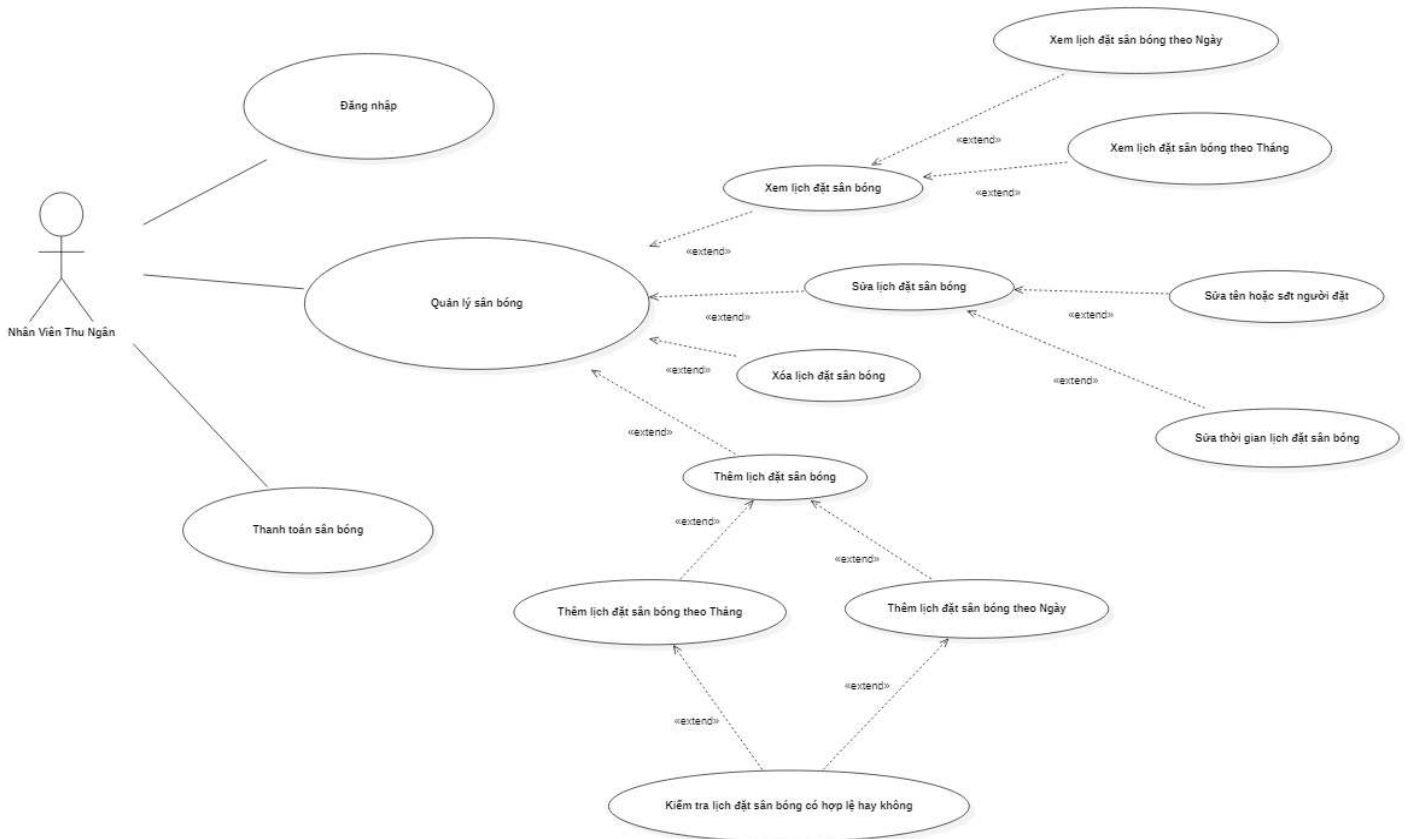 Xem lịch đặt sân bóng theo Ngày
Đăng nhập
«extend»
Xem lịch đặt sân bóng theo Tháng
Xem lịch đặt sân bóng
«extend»
«extend»
Quản lý sân bóng
Sửa lịch đặt sân bóng
Sửa tên hoặc sđt người đặt
«extend»
«extend»
Nhân Viên Thu Ngân
«extend»
Xóa lịch đặt sân bóng
«extend»
«extend»
Sửa thời gian lịch đặt sân bóng
Thêm lịch đặt sân bóng
Thanh toán sân bóng
«extend»
«extend»
Thêm lịch đặt sân bóng theo Tháng
Thêm lịch đặt sân bóng theo Ngày
«extend»
«extend»
Kiểm tra lịch đặt sân bóng có hợp lệ hay không